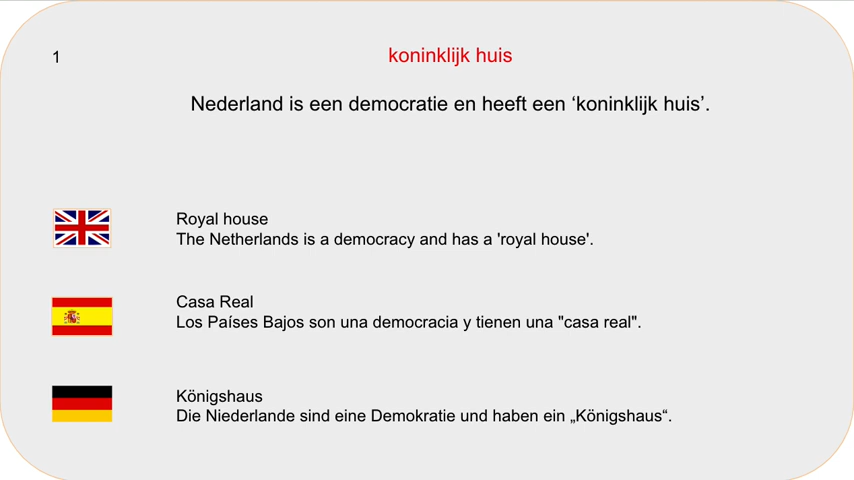 1
koninklijk huis
Nederland is een democratie en heeft een ‘koninklijk huis’.
Royal house
The Netherlands is a democracy and has a 'royal house'.
Casa Real
Los Países Bajos son una democracia y tienen una "casa real".
Königshaus
Die Niederlande sind eine Demokratie und haben ein „Königshaus“.